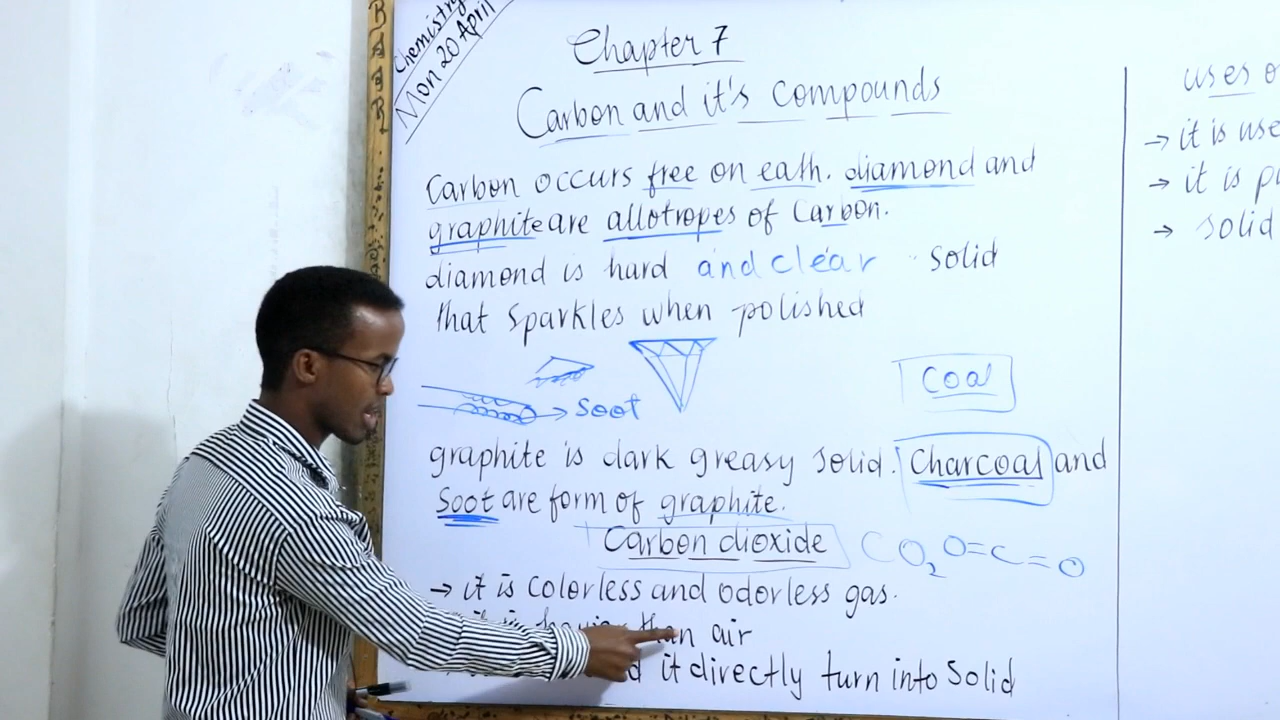 Chemistry
Mon 20 April
Chapter 7
Carbon and it's compounds
Carbon occurs free on eath. diamond and
graphite are allotropes of Carbon.
diamond is hard and clear solid
that sparkles when polished
Soot
Coal
graphite is dark greasy solid. Charcoal and
Soot are form of graphite.
Carbon dioxide CO2 O=C=O
→ it is colorless and odorless gas.
than air
it directly turn into Solid
uses
→ it is use
→ it is
→ solid